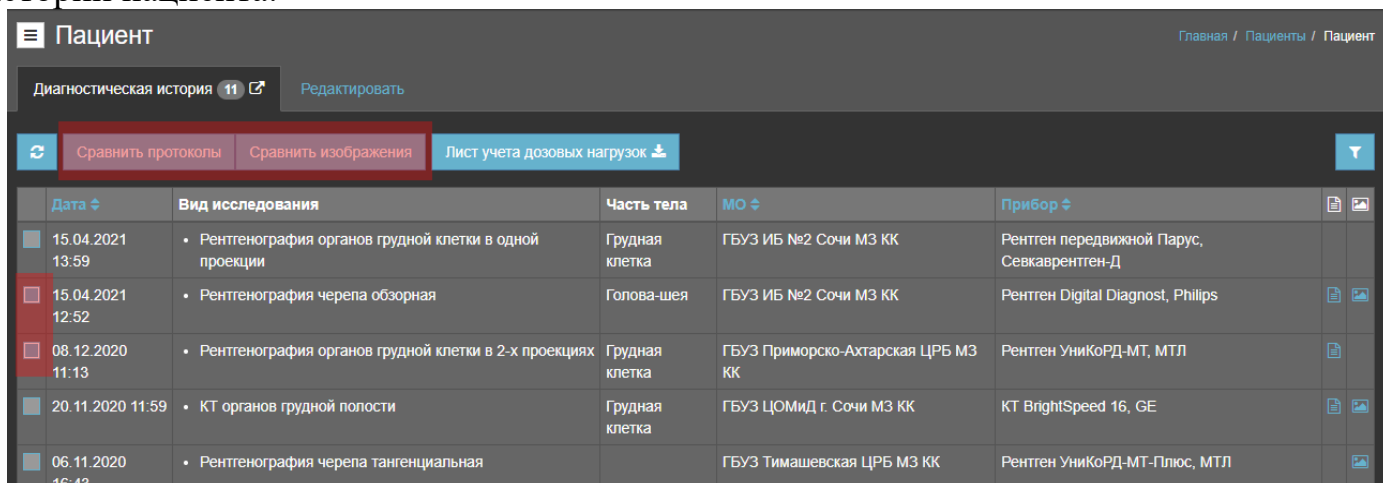 Пациент
Главная / Пациенты / Пациент
Диагностическая история 11
Редактировать
Сравнить протоколы
Сравнить изображения
Лист учета дозовых нагрузок
Дата Вид исследования Часть тела МО Прибор
15.04.2021 • Рентгенография органов грудной клетки в одной Грудная ГБУЗ ИБ №2 Сочи МЗ КК Рентген передвижной Парус,
13:59 проекции клетка Севкаврентген-Д
15.04.2021 • Рентгенография черепа обзорная Голова-шея ГБУЗ ИБ №2 Сочи МЗ КК Рентген Digital Diagnost, Philips
12:52
08.12.2020 • Рентгенография органов грудной клетки в 2-х проекциях Грудная ГБУЗ Приморско-Ахтарская ЦРБ МЗ Рентген УниКоРД-МТ, МТЛ
11:13 клетка КК
20.11.2020 11:59 • КТ органов грудной полости Грудная ГБУЗ ЦОМиД г. Сочи МЗ КК КТ BrightSpeed 16, GE
клетка
06.11.2020 • Рентгенография черепа тангенциальная ГБУЗ Тимашевская ЦРБ МЗ КК Рентген УниКоРД-МТ-Плюс, МТЛ